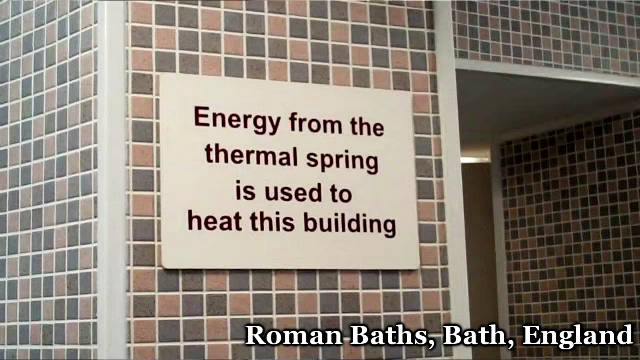 Energy from the
thermal spring
is used to
heat this building
Roman Baths, Bath, England